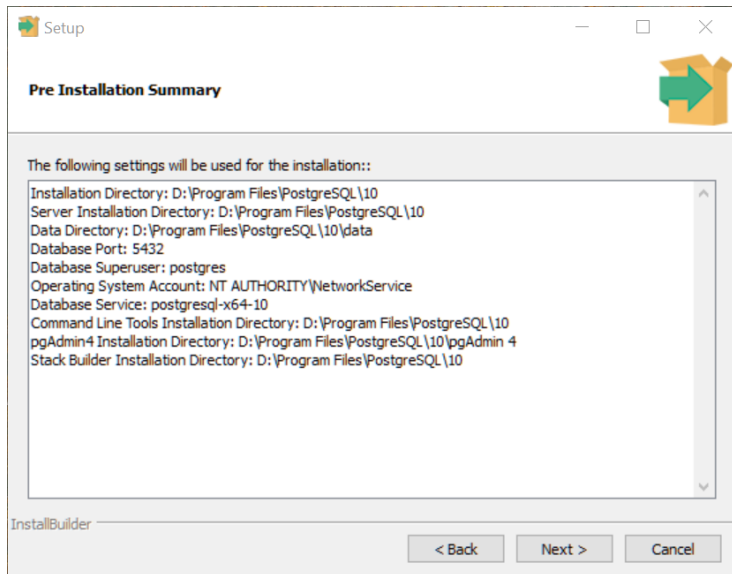 Setup
Pre Installation Summary
The following settings will be used for the installation::
Installation Directory: D:\Program Files\PostgreSQL\10
Server Installation Directory: D:\Program Files\PostgreSQL\10
Data Directory: D:\Program Files\PostgreSQL\10\data
Database Port: 5432
Database Superuser: postgres
Operating System Account: NT AUTHORITY\NetworkService
Database Service: postgresql-x64-10
Command Line Tools Installation Directory: D:\Program Files\PostgreSQL\10
pgAdmin4 Installation Directory: D:\Program Files\PostgreSQL\10\pgAdmin 4
Stack Builder Installation Directory: D:\Program Files\PostgreSQL\10
InstallBuilder
< Back Next > Cancel